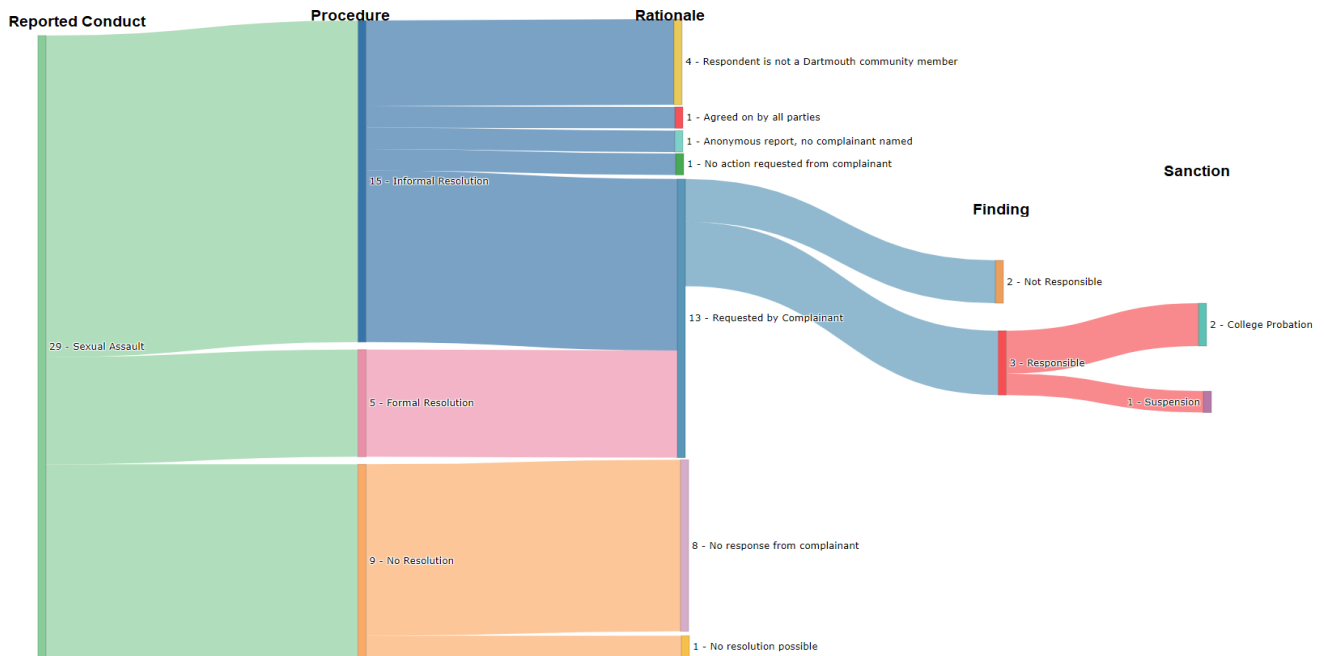 Reported Conduct
Procedure
Rationale
Finding
Sanction
29 - Sexual Assault
15 - Informal Resolution
5 - Formal Resolution
9 - No Resolution
4 - Respondent is not a Dartmouth community member
1 - Agreed on by all parties
1 - Anonymous report, no complainant named
1 - No action requested from complainant
13 - Requested by Complainant
8 - No response from complainant
1 - No resolution possible
2 - Not Responsible
3 - Responsible
2 - College Probation
1 - Suspension